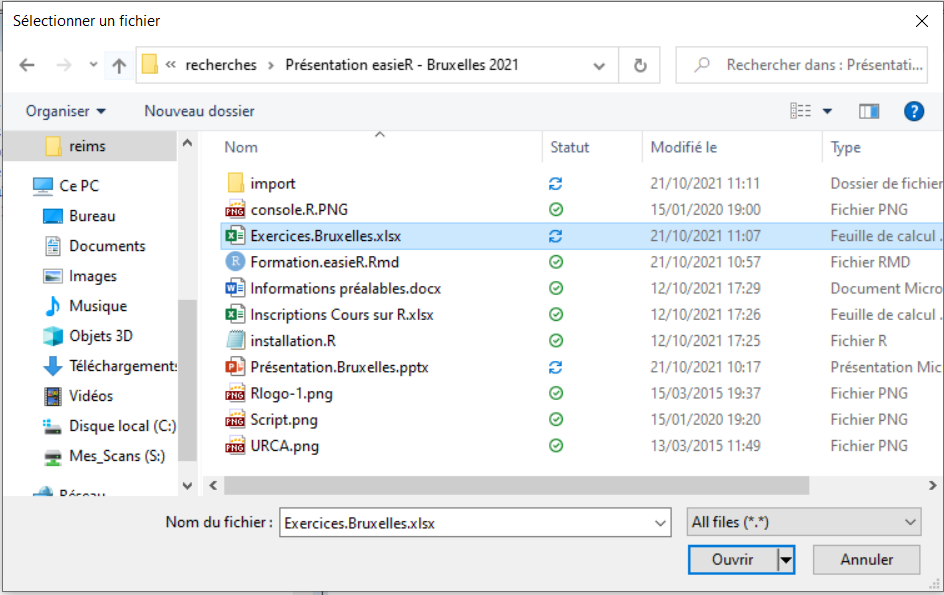 Sélectionner un fichier
« recherches › Présentation easieR - Bruxelles 2021
Rechercher dans : Présentati...
Organiser
Nouveau dossier
reims
Ce PC
Bureau
Documents
Images
Musique
Objets 3D
Téléchargements
Vidéos
Disque local (C:)
Mes_Scans (S:)
Réseau
Nom Statut Modifié le Type
import 21/10/2021 11:11 Dossier de fichier
console.R.PNG 15/01/2020 19:00 Fichier PNG
Exercices.Bruxelles.xlsx 21/10/2021 11:07 Feuille de calcul .
Formation.easieR.Rmd 21/10/2021 10:57 Fichier RMD
Informations préalables.docx 12/10/2021 17:29 Document Micro
Inscriptions Cours sur R.xlsx 12/10/2021 17:26 Feuille de calcul .
installation.R 12/10/2021 17:25 Fichier R
Présentation.Bruxelles.pptx 21/10/2021 10:17 Présentation Mic
Rlogo-1.png 15/03/2015 19:37 Fichier PNG
Script.png 15/01/2020 19:20 Fichier PNG
URCA.png 13/03/2015 11:49 Fichier PNG
Nom du fichier : Exercices.Bruxelles.xlsx
All files (*.*)
Ouvrir
Annuler